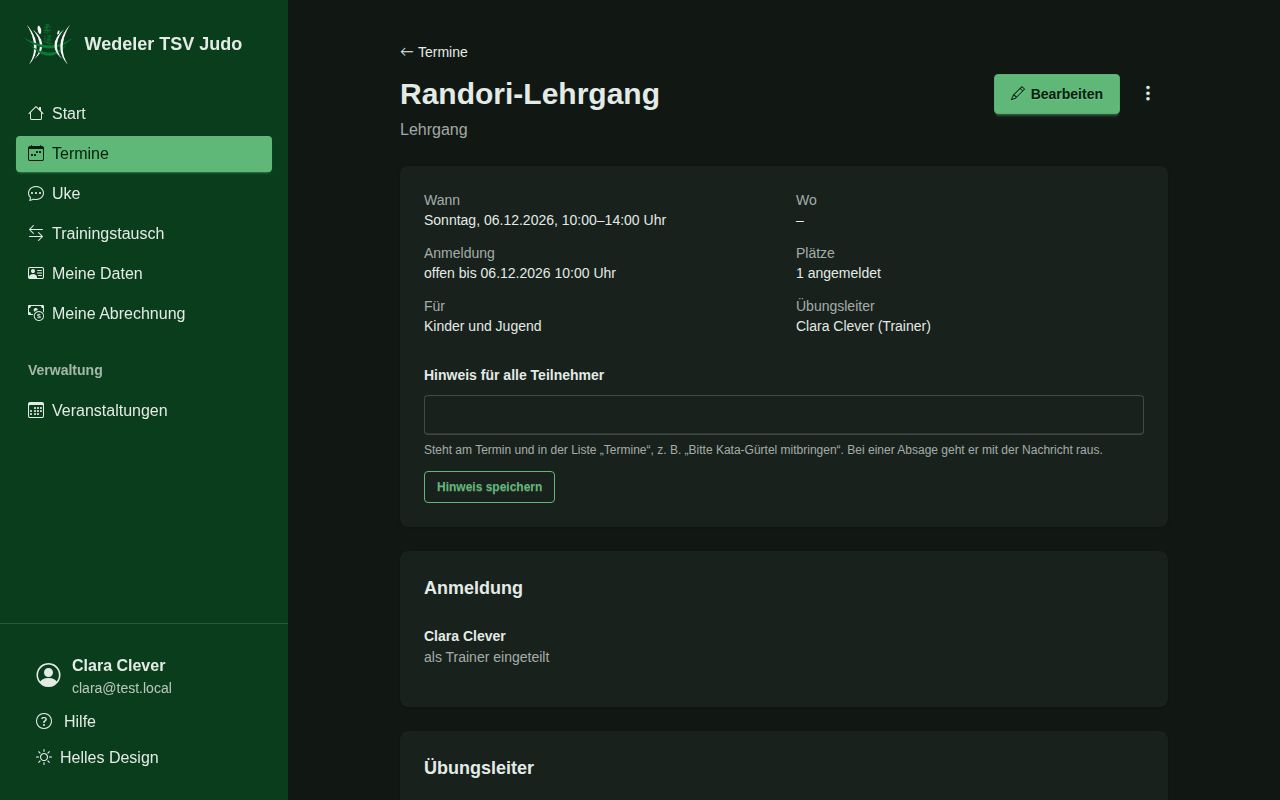 Wedeler TSV Judo
Start
Termine
Uke
Trainingstausch
Meine Daten
Meine Abrechnung
Verwaltung
Veranstaltungen
Clara Clever
clara@test.local
Hilfe
Helles Design
← Termine
Randori-Lehrgang
Bearbeiten
Lehrgang
Wann
Sonntag, 06.12.2026, 10:00–14:00 Uhr
Wo
–
Anmeldung
offen bis 06.12.2026 10:00 Uhr
Plätze
1 angemeldet
Für
Kinder und Jugend
Übungsleiter
Clara Clever (Trainer)
Hinweis für alle Teilnehmer
Steht am Termin und in der Liste „Termine“, z. B. „Bitte Kata-Gürtel mitbringen“. Bei einer Absage geht er mit der Nachricht raus.
Hinweis speichern
Anmeldung
Clara Clever
als Trainer eingeteilt
Übungsleiter